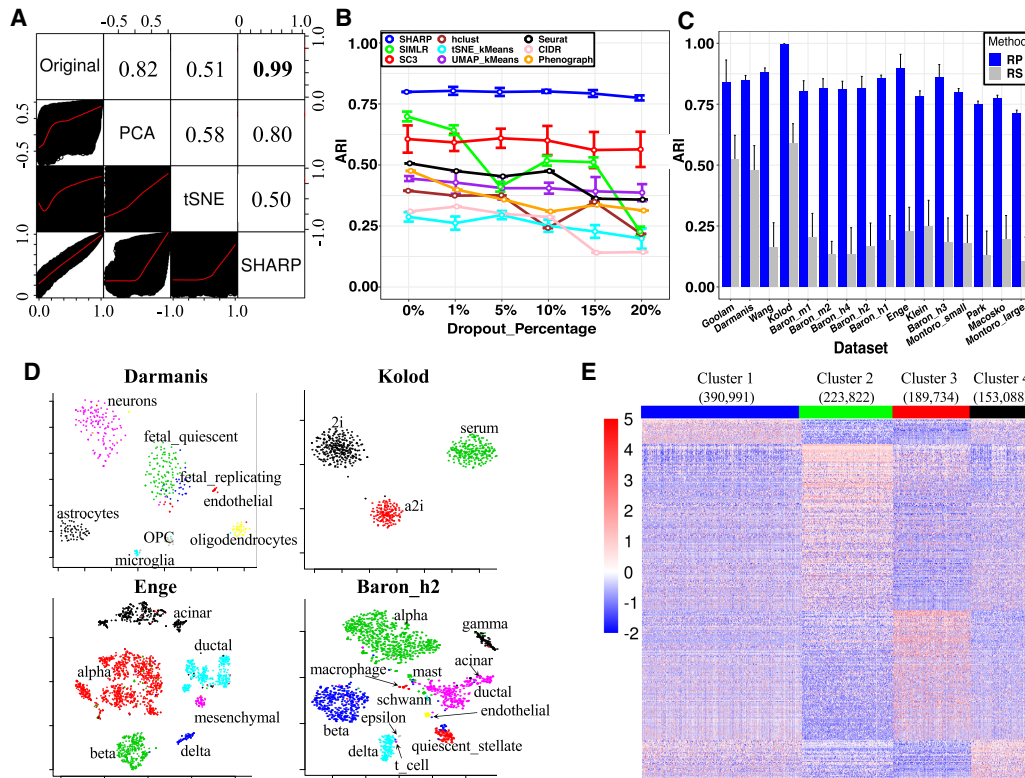 A
-0.5 0.5 0 1.0
Original 0.82 0.51 0.99
0.0 1.0
-0.5 0.5
PCA 0.58 0.80
tSNE 0.50
-1.0 1.0
0.0 1.0
SHARP
0.0 1.0 -1.0 1.0
B
SHARP hclust Seurat
SIMLR tSNE_kMeans CIDR
SC3 UMAP_kMeans Phenograph
1.00
0.75
0.50
0.25
0.00
ARI
0% 1% 5% 10% 15% 20%
Dropout_Percentage
C
Method
RP
RS
1.00
0.75
0.50
0.25
0.00
ARI
Goolam Darmanis Wang Kolod Baron_m1 Baron_m2 Baron_h4 Baron_h2 Baron_h1 Enge Klein Baron_h3 Montoro_small Park Macosko Montoro_large
Dataset
D
Darmanis
neurons
fetal_quiescent
fetal_replicating
endothelial
astrocytes
OPC
oligodendrocytes
microglia
Kolod
2i
serum
a2i
Enge
acinar
ductal
alpha
mesenchymal
beta
delta
Baron_h2
alpha
gamma
macrophage
mast
acinar
schwann
ductal
epsilon
endothelial
beta
delta
quiescent_stellate
t_cell
E
Cluster 1 Cluster 2 Cluster 3 Cluster 4
(390,991) (223,822) (189,734) (153,088
5
4
3
2
1
0
-1
-2